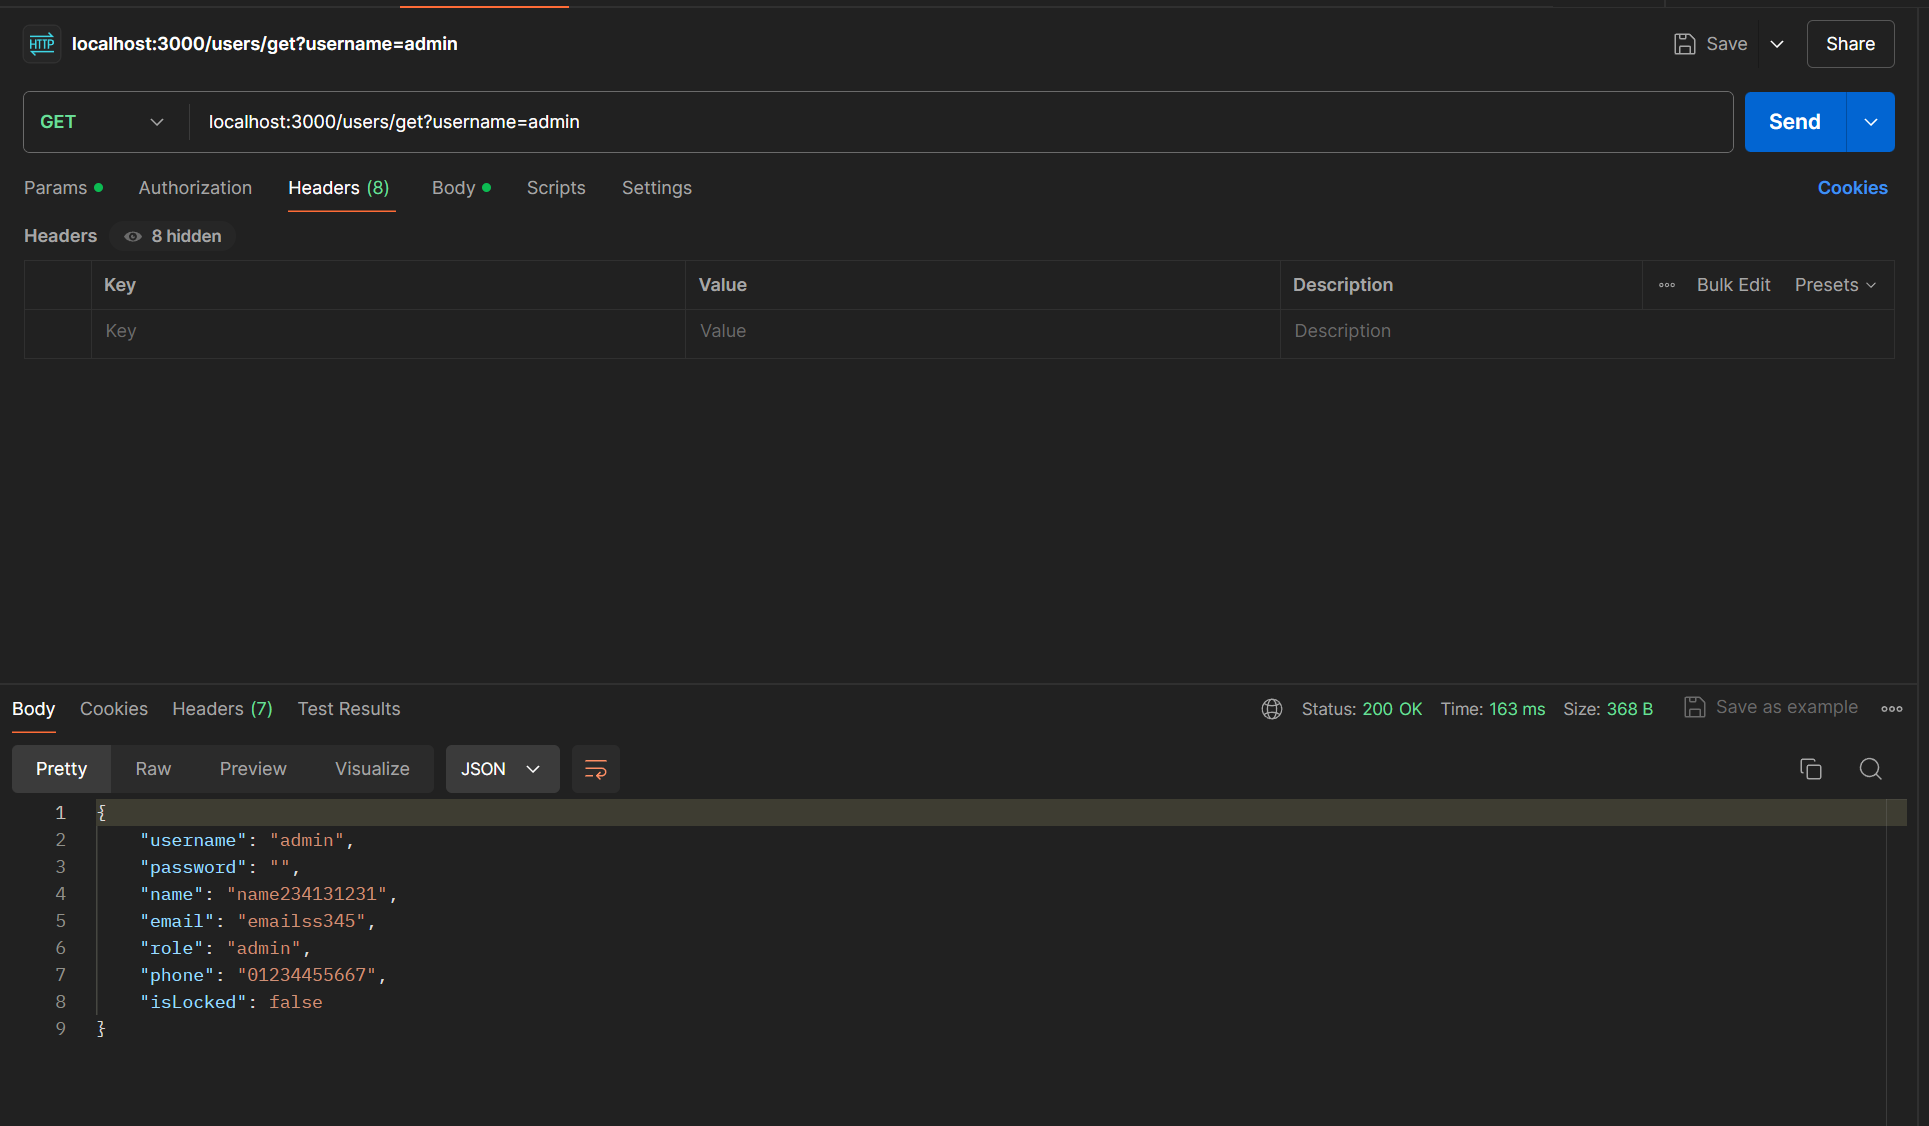 HTTP localhost:3000/users/get?username=admin Save Share
GET localhost:3000/users/get?username=admin Send
Params Authorization Headers (8) Body Scripts Settings Cookies
Headers 8 hidden
Key Value Description Bulk Edit Presets
Key Value Description
Body Cookies Headers (7) Test Results Status: 200 OK Time: 163 ms Size: 368 B Save as example
Pretty Raw Preview Visualize JSON
1 {
2 "username": "admin",
3 "password": "",
4 "name": "name234131231",
5 "email": "emailss345",
6 "role": "admin",
7 "phone": "01234455667",
8 "isLocked": false
9 }